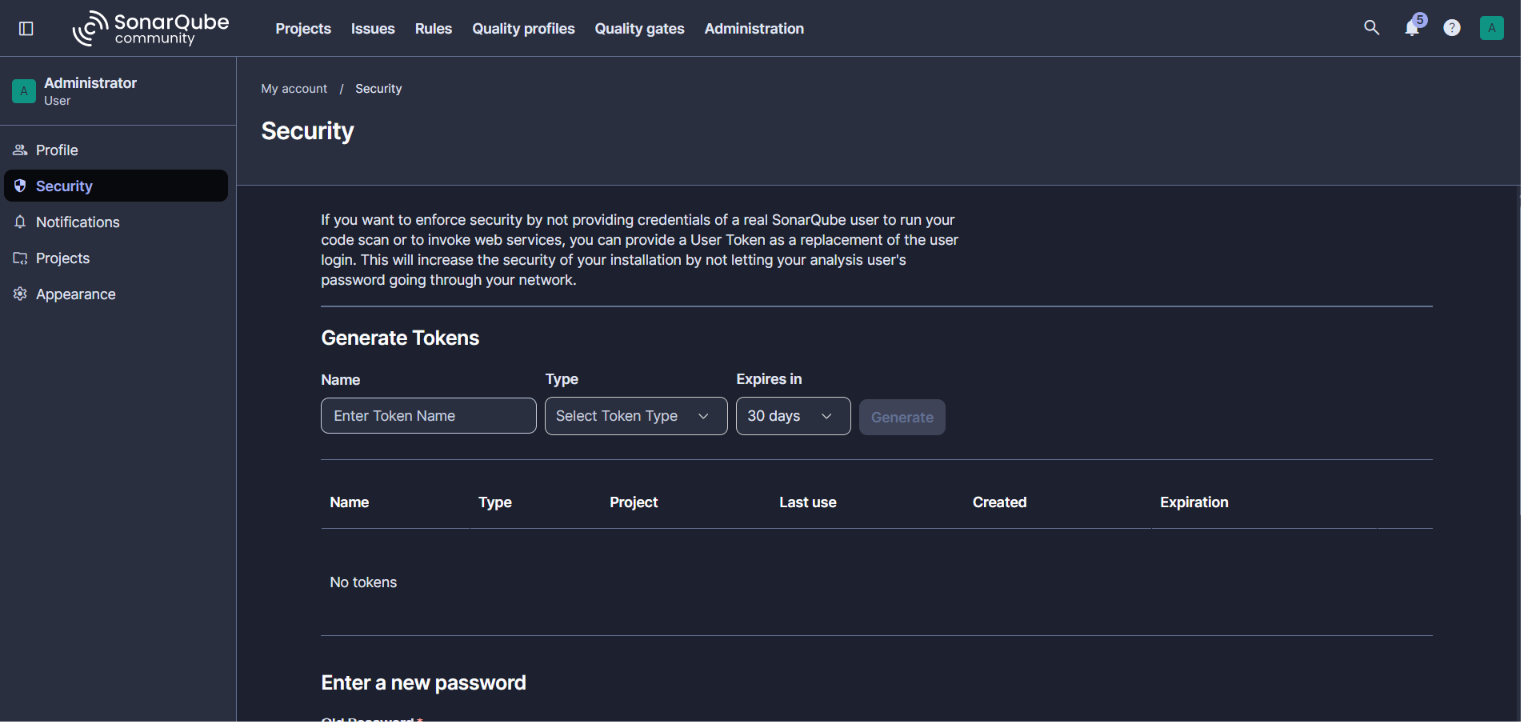 SonarQube
community
Projects Issues Rules Quality profiles Quality gates Administration
5
?
A
A
Administrator
User
Profile
Security
Notifications
Projects
Appearance
My account / Security
Security
If you want to enforce security by not providing credentials of a real SonarQube user to run your
code scan or to invoke web services, you can provide a User Token as a replacement of the user
login. This will increase the security of your installation by not letting your analysis user's
password going through your network.
Generate Tokens
Name Type Expires in
Enter Token Name Select Token Type 30 days Generate
Name Type Project Last use Created Expiration
No tokens
Enter a new password
Old Password *